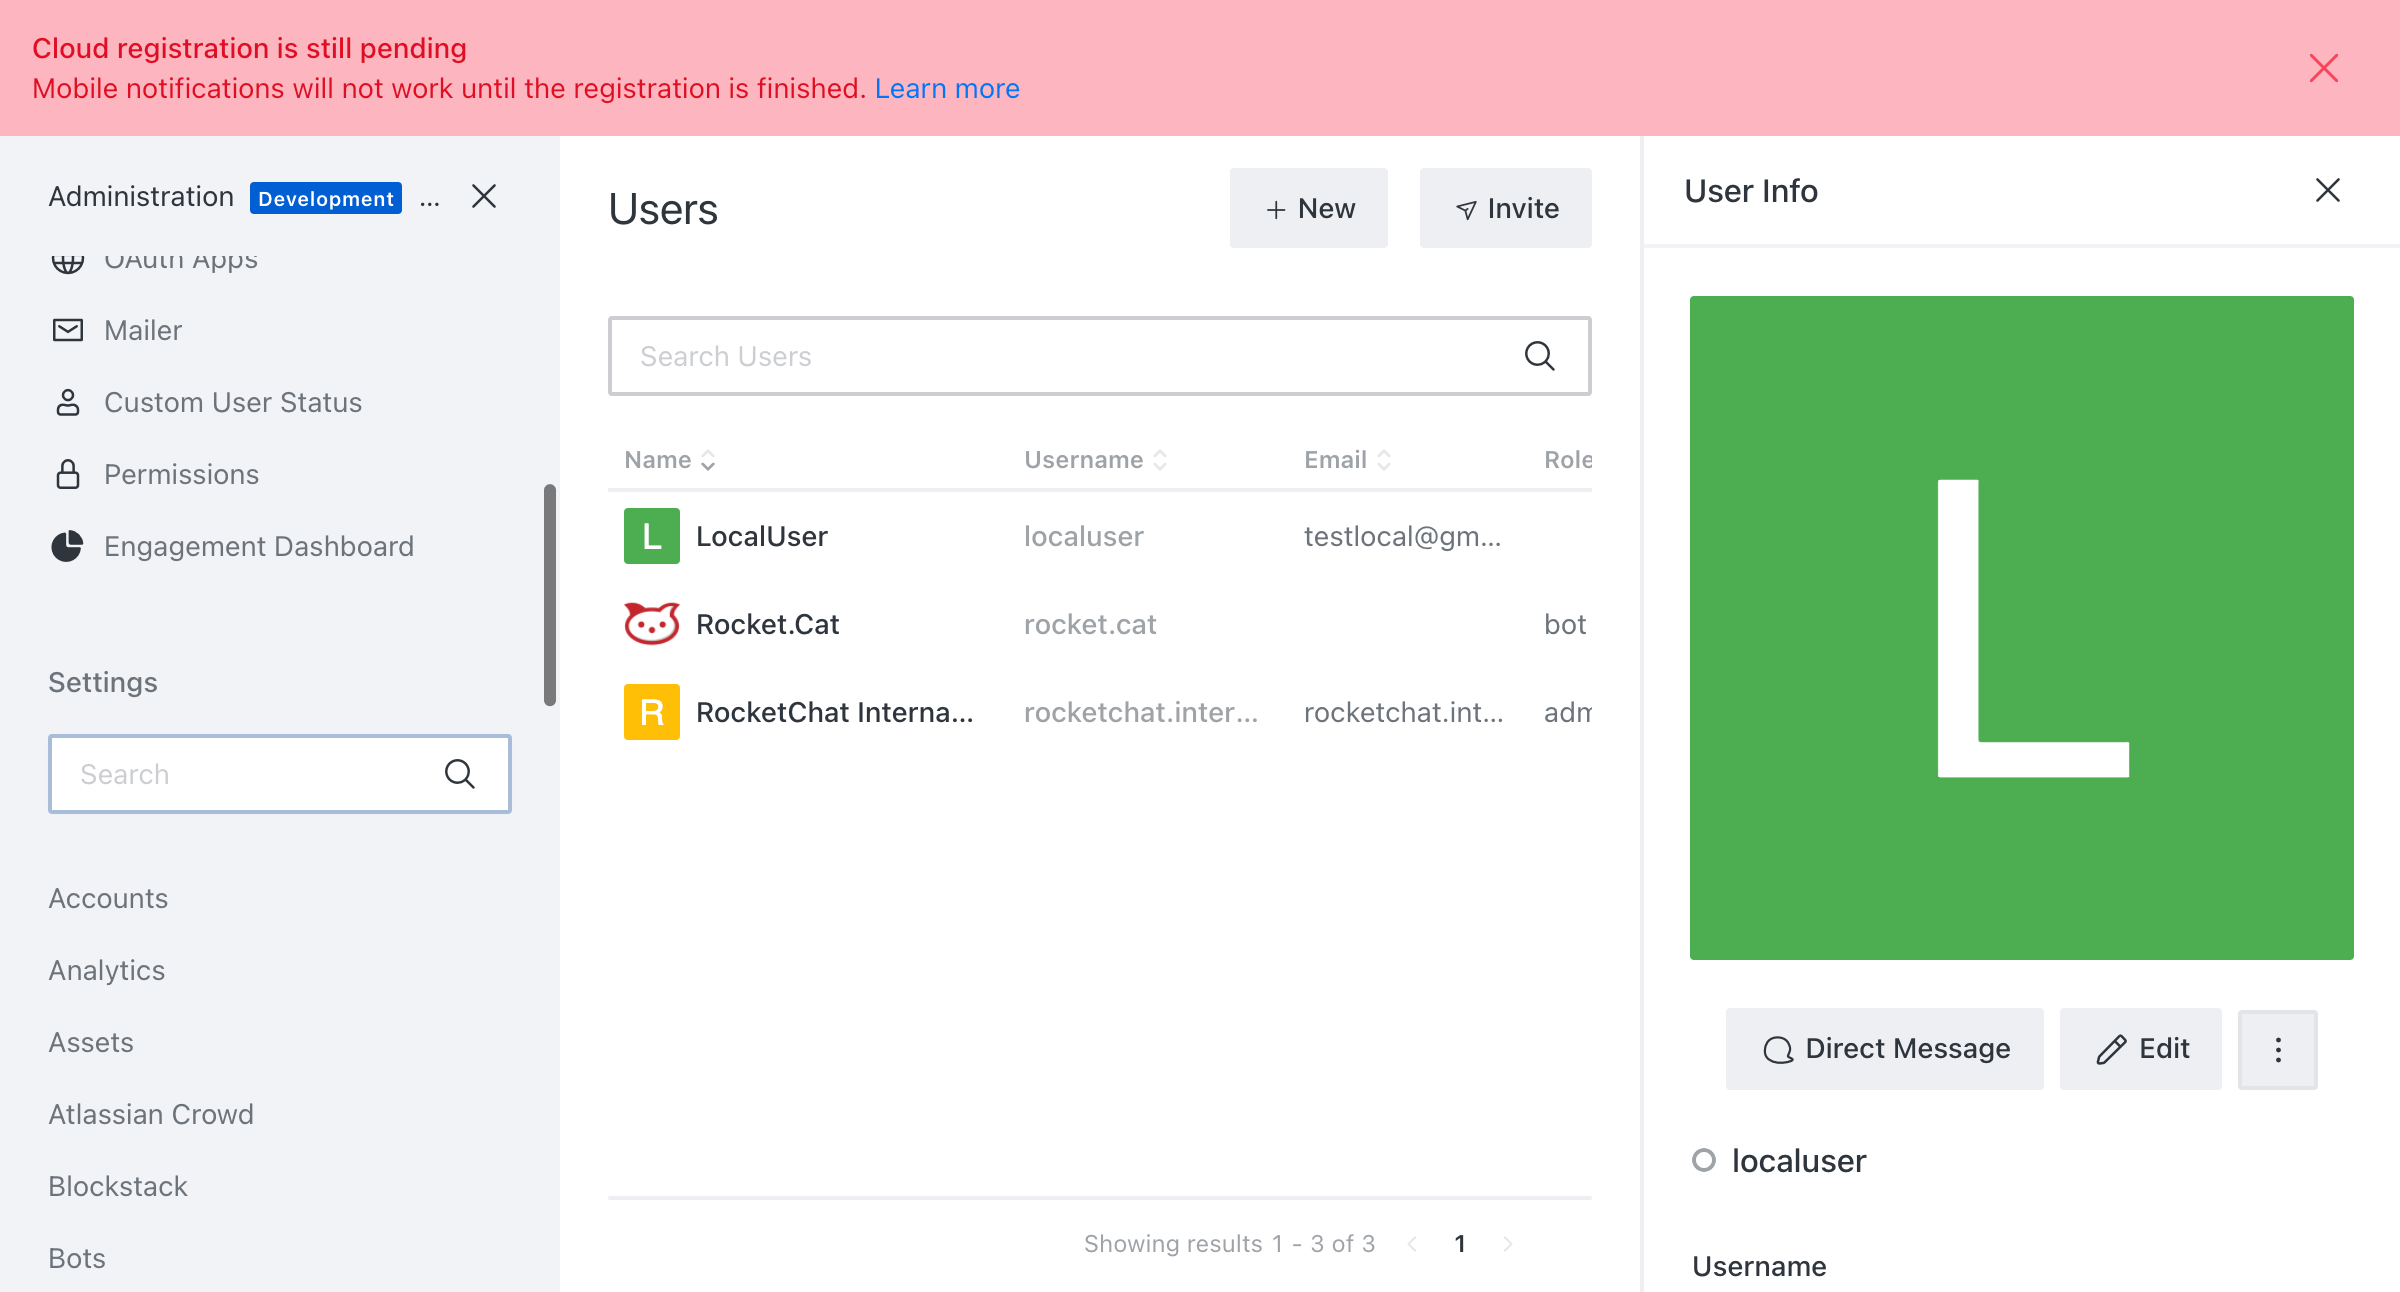 Cloud registration is still pending
Mobile notifications will not work until the registration is finished. Learn more
Administration Development ...
OAuth Apps
Mailer
Custom User Status
Permissions
Engagement Dashboard
Settings
Search
Accounts
Analytics
Assets
Atlassian Crowd
Blockstack
Bots
Users
+ New
Invite
Search Users
Name Username Email Role
L LocalUser localuser testlocal@gm...
Rocket.Cat rocket.cat bot
R RocketChat Interna... rocketchat.inter... rocketchat.int... adm
Showing results 1 - 3 of 3 < 1 >
User Info
L
Direct Message
Edit
localuser
Username